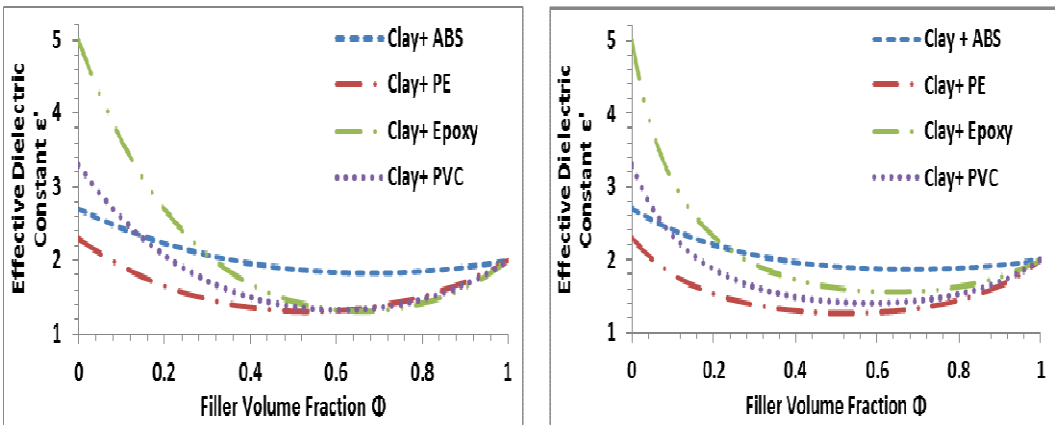 5
4
3
2
1
Effective Dielectric
Constant ε'
Clay+ ABS
Clay+ PE
Clay+ Epoxy
Clay+ PVC
0 0.2 0.4 0.6 0.8 1
Filler Volume Fraction Φ
5
4
3
2
1
Effective Dielectric
Constant ε'
Clay + ABS
Clay+ PE
Clay+ Epoxy
Clay+ PVC
0 0.2 0.4 0.6 0.8 1
Filler Volume Fraction Φ